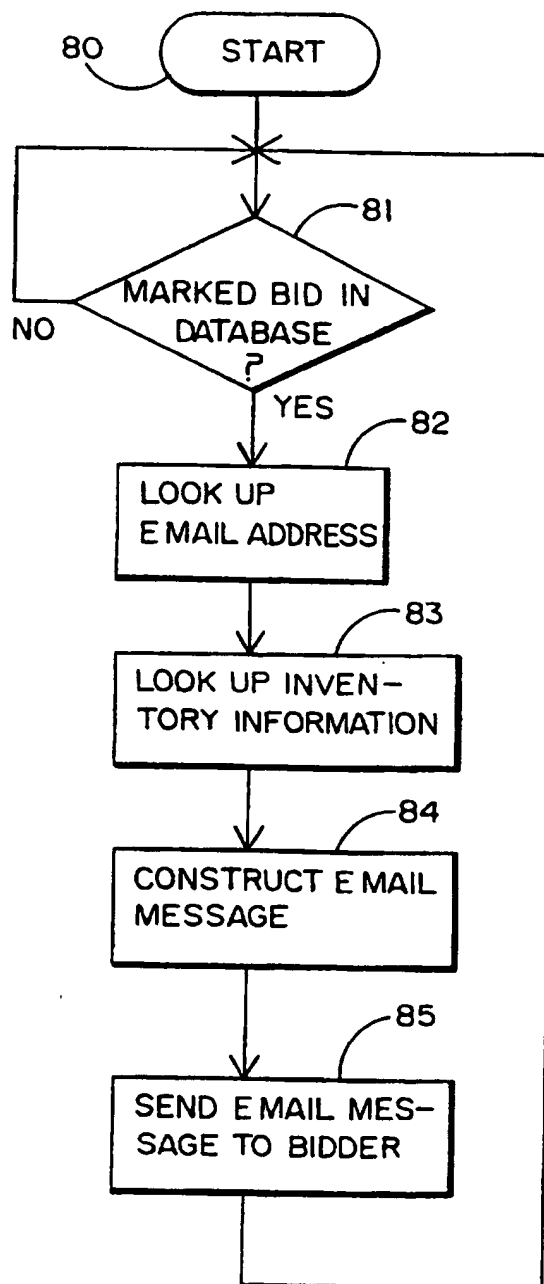 80
START
81
MARKED BID IN
DATABASE
?
NO
YES
82
LOOK UP
E MAIL ADDRESS
83
LOOK UP INVEN-
TORY INFORMATION
84
CONSTRUCT E MAIL
MESSAGE
85
SEND E MAIL MES-
SAGE TO BIDDER